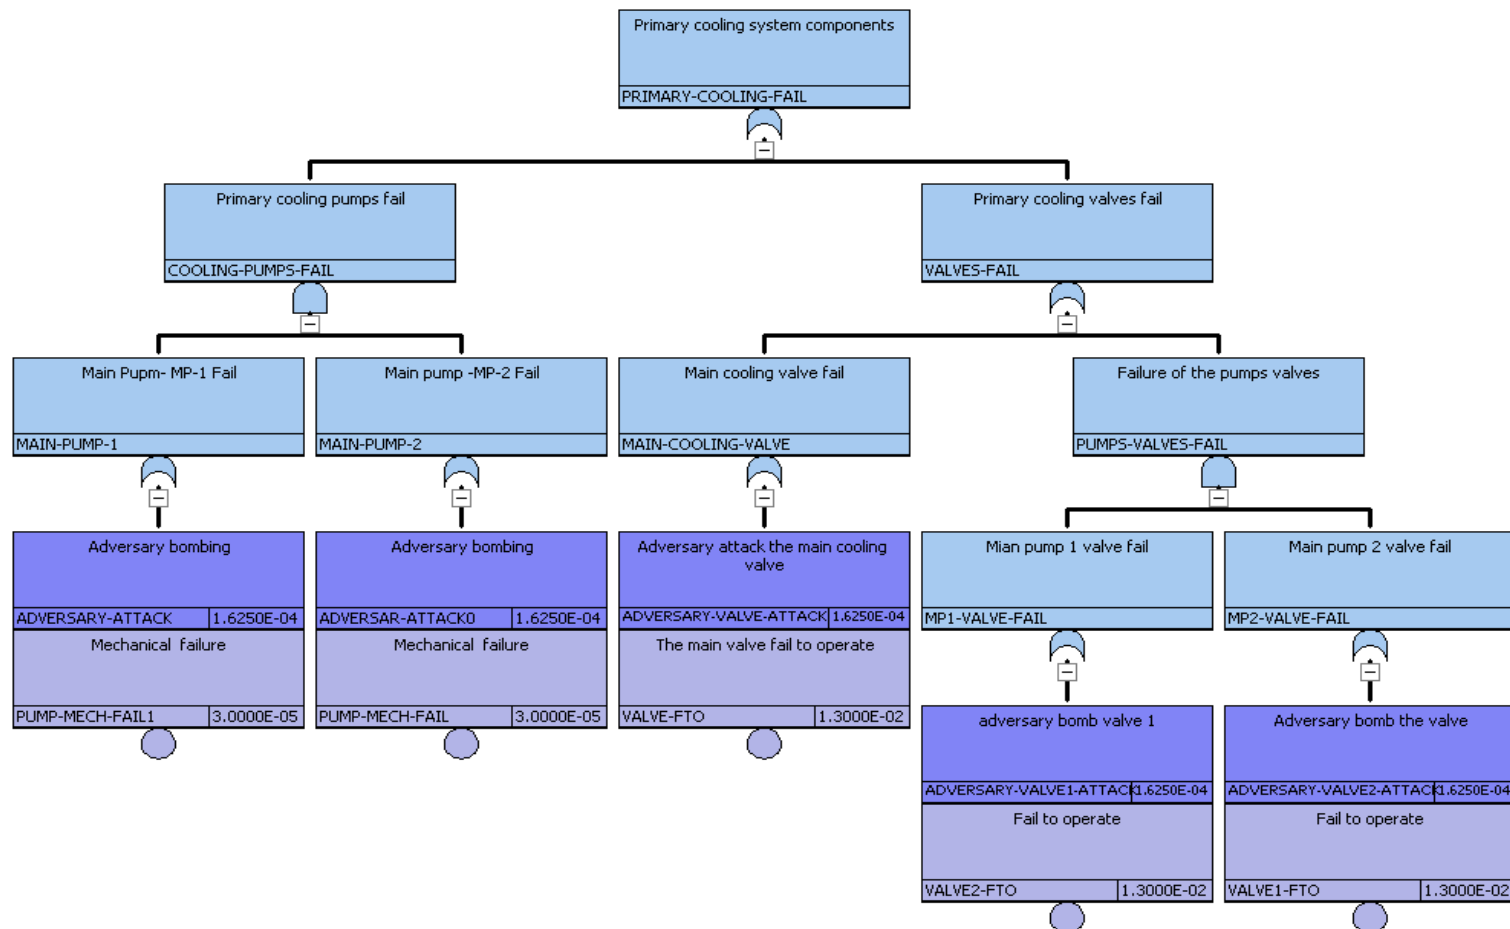 Primary cooling system components
PRIMARY-COOLING-FAIL
Primary cooling pumps fail
COOLING-PUMPS-FAIL
Primary cooling valves fail
VALVES-FAIL
Main Pupm- MP-1 Fail
MAIN-PUMP-1
Main pump -MP-2 Fail
MAIN-PUMP-2
Main cooling valve fail
MAIN-COOLING-VALVE
Failure of the pumps valves
PUMPS-VALVES-FAIL
Adversary bombing
ADVERSARY-ATTACK 1.6250E-04
Mechanical failure
PUMP-MECH-FAIL1 3.0000E-05
Adversary bombing
ADVERSAR-ATTACK0 1.6250E-04
Mechanical failure
PUMP-MECH-FAIL 3.0000E-05
Adversary attack the main cooling
valve
ADVERSARY-VALVE-ATTACK 1.6250E-04
The main valve fail to operate
VALVE-FTO 1.3000E-02
Mian pump 1 valve fail
MP1-VALVE-FAIL
Main pump 2 valve fail
MP2-VALVE-FAIL
adversary bomb valve 1
ADVERSARY-VALVE1-ATTACK 1.6250E-04
Fail to operate
VALVE2-FTO 1.3000E-02
Adversary bomb the valve
ADVERSARY-VALVE2-ATTACK 1.6250E-04
Fail to operate
VALVE1-FTO 1.3000E-02